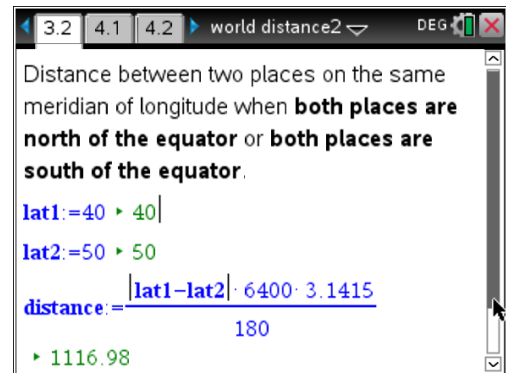 3.2 4.1 4.2 world distance2 DEG
Distance between two places on the same
meridian of longitude when both places are
north of the equator or both places are
south of the equator.
lat1:=40 ▸ 40
lat2:=50 ▸ 50
distance:=|lat1−lat2|· 6400· 3.1415
180
▸ 1116.98